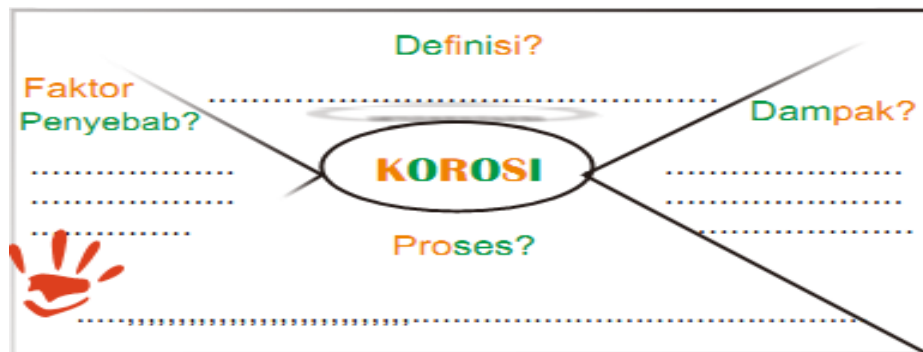 Definisi?
..................................................
Faktor
Penyebab?
....................
....................
................
KOROSI
Dampak?
.......................
.......................
.....................
Proses?
.....,,,,,,,,,,,,,,,,,,,,,,,,,,,,............................................